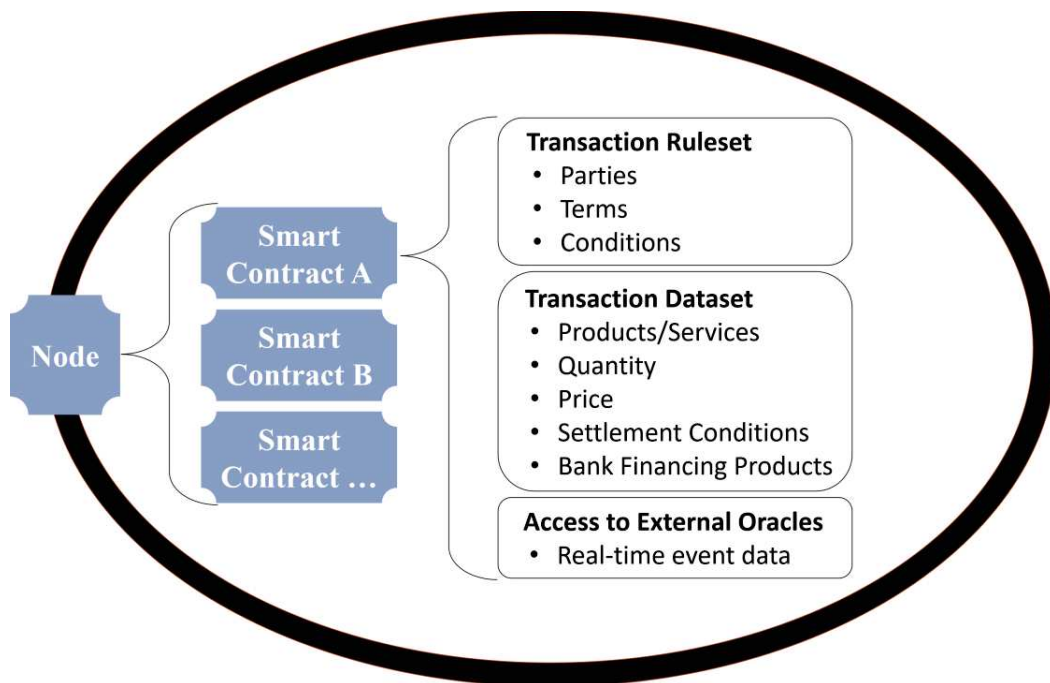 Node
Smart
Contract A
Smart
Contract B
Smart
Contract …
Transaction Ruleset
• Parties
• Terms
• Conditions
Transaction Dataset
• Products/Services
• Quantity
• Price
• Settlement Conditions
• Bank Financing Products
Access to External Oracles
• Real-time event data